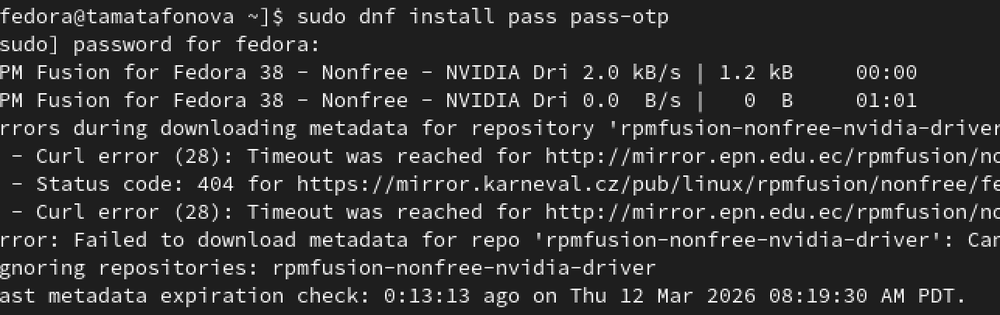 fedora@tamatafonova ~]$ sudo dnf install pass pass-otp
sudo] password for fedora:
PM Fusion for Fedora 38 - Nonfree - NVIDIA Dri 2.0 kB/s | 1.2 kB     00:00
PM Fusion for Fedora 38 - Nonfree - NVIDIA Dri 0.0  B/s |   0  B     01:01
rrors during downloading metadata for repository 'rpmfusion-nonfree-nvidia-driver
 - Curl error (28): Timeout was reached for http://mirror.epn.edu.ec/rpmfusion/no
 - Status code: 404 for https://mirror.karneval.cz/pub/linux/rpmfusion/nonfree/fe
 - Curl error (28): Timeout was reached for http://mirror.epn.edu.ec/rpmfusion/no
rror: Failed to download metadata for repo 'rpmfusion-nonfree-nvidia-driver': Can
gnoring repositories: rpmfusion-nonfree-nvidia-driver
ast metadata expiration check: 0:13:13 ago on Thu 12 Mar 2026 08:19:30 AM PDT.